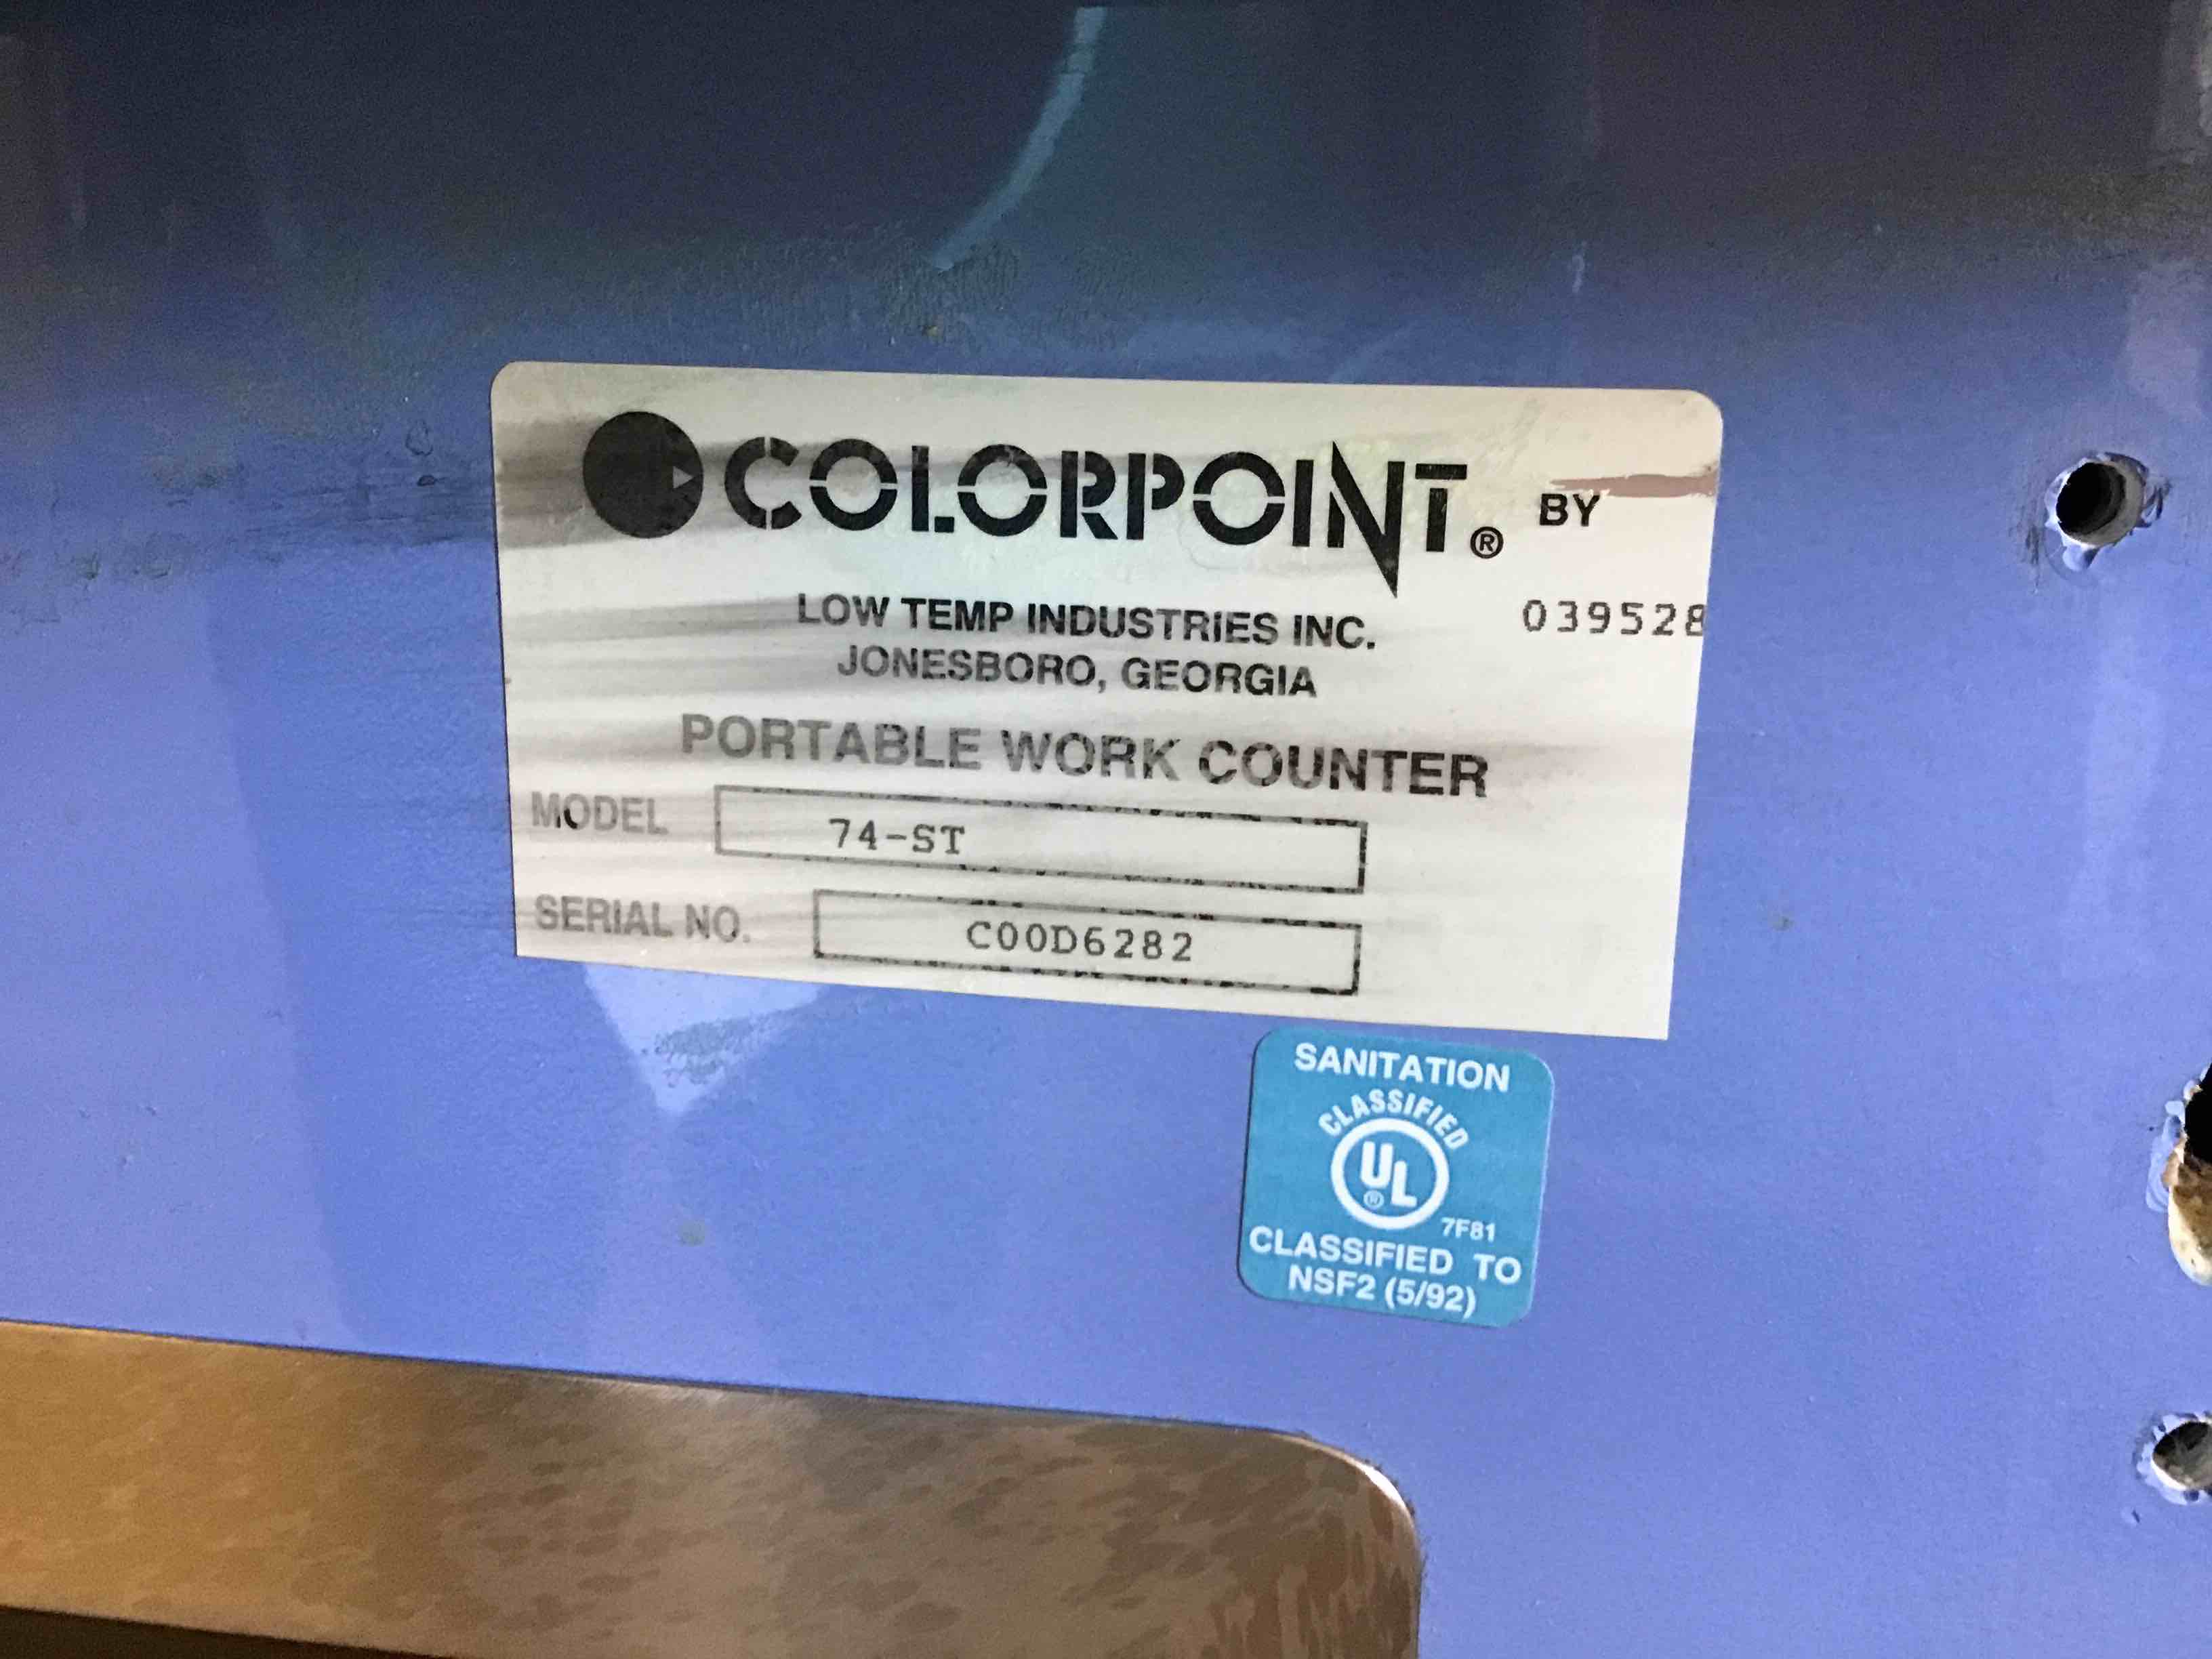 COLORPOINT® BY
LOW TEMP INDUSTRIES INC. 039528
JONESBORO, GEORGIA
PORTABLE WORK COUNTER
MODEL 74-ST
SERIAL NO. C00D6282
SANITATION
CLASSIFIED
UL®
7F81
CLASSIFIED TO
NSF2 (5/92)